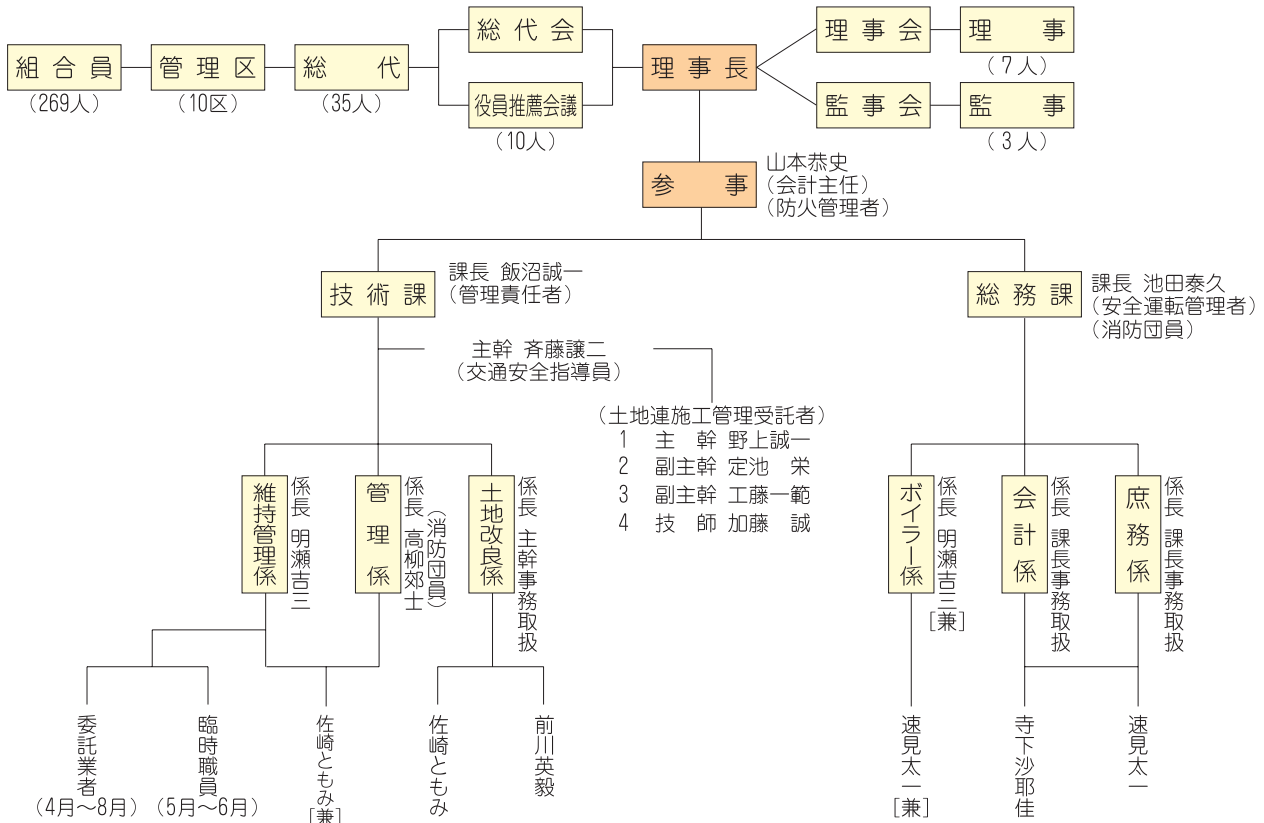 組合員
(269人)
管理区
(10区)
総代
(35人)
総代会
役員推薦会議
(10人)
理事長
理事会
理事
(7人)
監事会
監事
(3人)
参事
山本恭史
(会計主任)
(防火管理者)
技術課
課長 飯沼誠一
(管理責任者)
総務課
課長 池田泰久
(安全運転管理者)
(消防団員)
主幹 斉藤譲二
(交通安全指導員)
(土地連施工管理受託者)
1 主幹 野上誠一
2 副主幹 定池 栄
3 副主幹 工藤一範
4 技師 加藤 誠
維持管理係
係長 明瀬吉三
管理係
係長 高柳郊士
(消防団員)
土地改良係
係長 主幹事務取扱
ボイラー係
係長 明瀬吉三[兼]
会計係
係長 課長事務取扱
庶務係
係長 課長事務取扱
委託業者
(4月〜8月)
臨時職員
(5月〜6月)
佐崎ともみ[兼]
佐崎ともみ
前川英毅
速見太一[兼]
寺下沙耶佳
速見太一